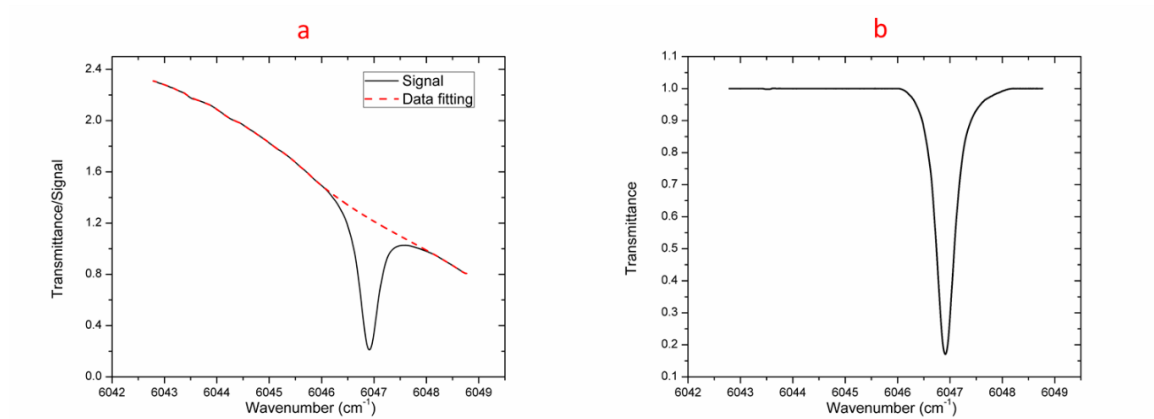 a
2.4
2.0
1.6
1.2
0.8
0.4
0.0
Transmittance/Signal
Signal
Data fitting
6042 6043 6044 6045 6046 6047 6048 6049
Wavenumber (cm⁻¹)
b
1.1
1.0
0.9
0.8
0.7
0.6
0.5
0.4
0.3
0.2
0.1
Transmittance
6042 6043 6044 6045 6046 6047 6048 6049
Wavenumber (cm⁻¹)